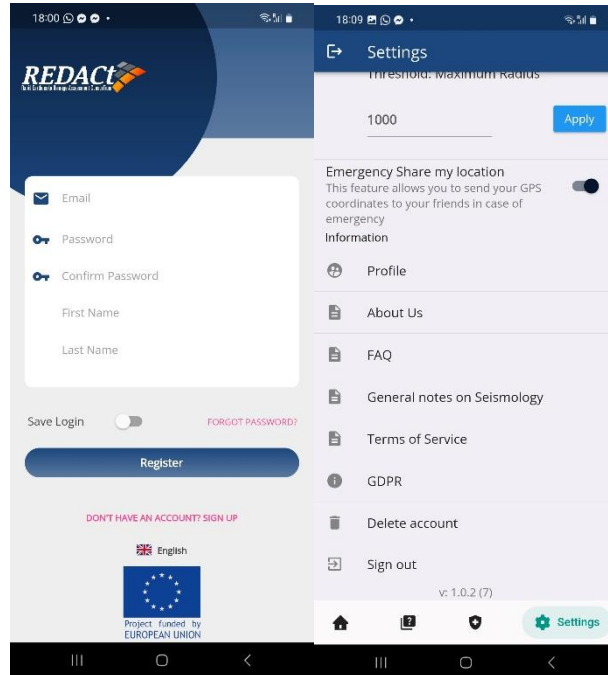 18:00
REDACt
Email
Password
Confirm Password
First Name
Last Name
Save Login
FORGOT PASSWORD?
Register
DON'T HAVE AN ACCOUNT? SIGN UP
English
Project funded by
EUROPEAN UNION
18:09
Settings
Threshold: Maximum Radius
1000
Apply
Emergency Share my location
This feature allows you to send your GPS
coordinates to your friends in case of
emergency
Information
Profile
About Us
FAQ
General notes on Seismology
Terms of Service
GDPR
Delete account
Sign out
v: 1.0.2 (7)
Settings